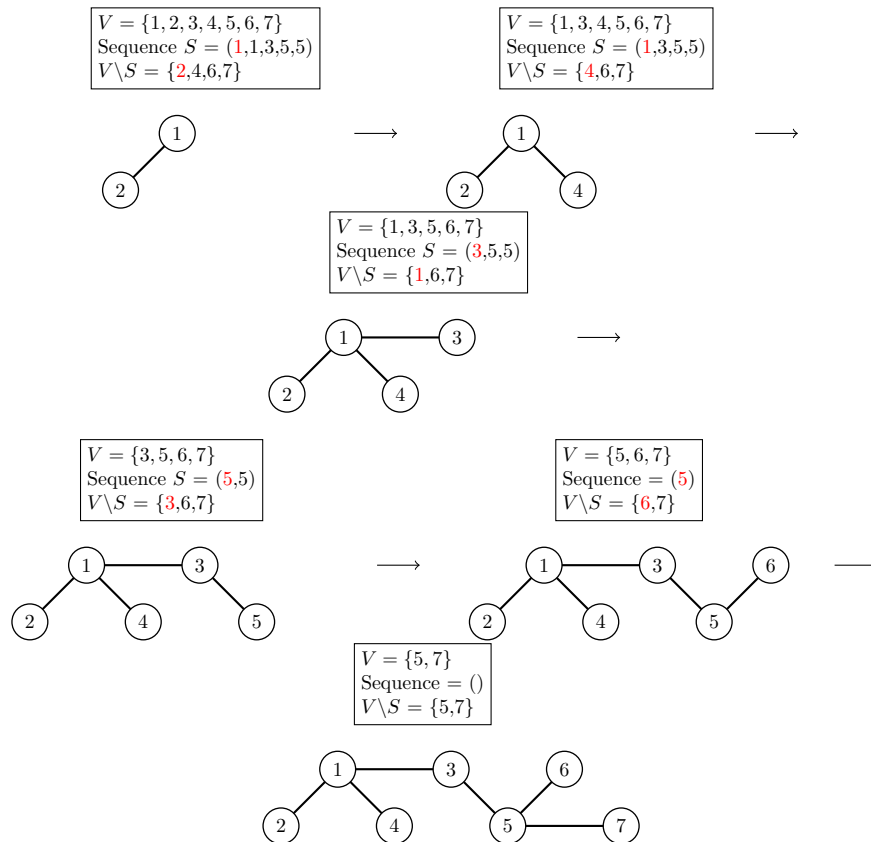 V = {1, 2, 3, 4, 5, 6, 7}
Sequence S = (1,1,3,5,5)
V\S = {2,4,6,7}
1
2
V = {1, 3, 4, 5, 6, 7}
Sequence S = (1,3,5,5)
V\S = {4,6,7}
1
2
4
V = {1, 3, 5, 6, 7}
Sequence S = (3,5,5)
V\S = {1,6,7}
1
3
2
4
V = {3, 5, 6, 7}
Sequence S = (5,5)
V\S = {3,6,7}
1
3
2
4
5
V = {5, 6, 7}
Sequence = (5)
V\S = {6,7}
1
3
6
2
4
5
V = {5, 7}
Sequence = ()
V\S = {5,7}
1
3
6
2
4
5
7